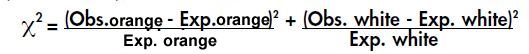 χ² = (Obs.orange - Exp.orange)² + (Obs. white - Exp. white)²
Exp. orange Exp. white